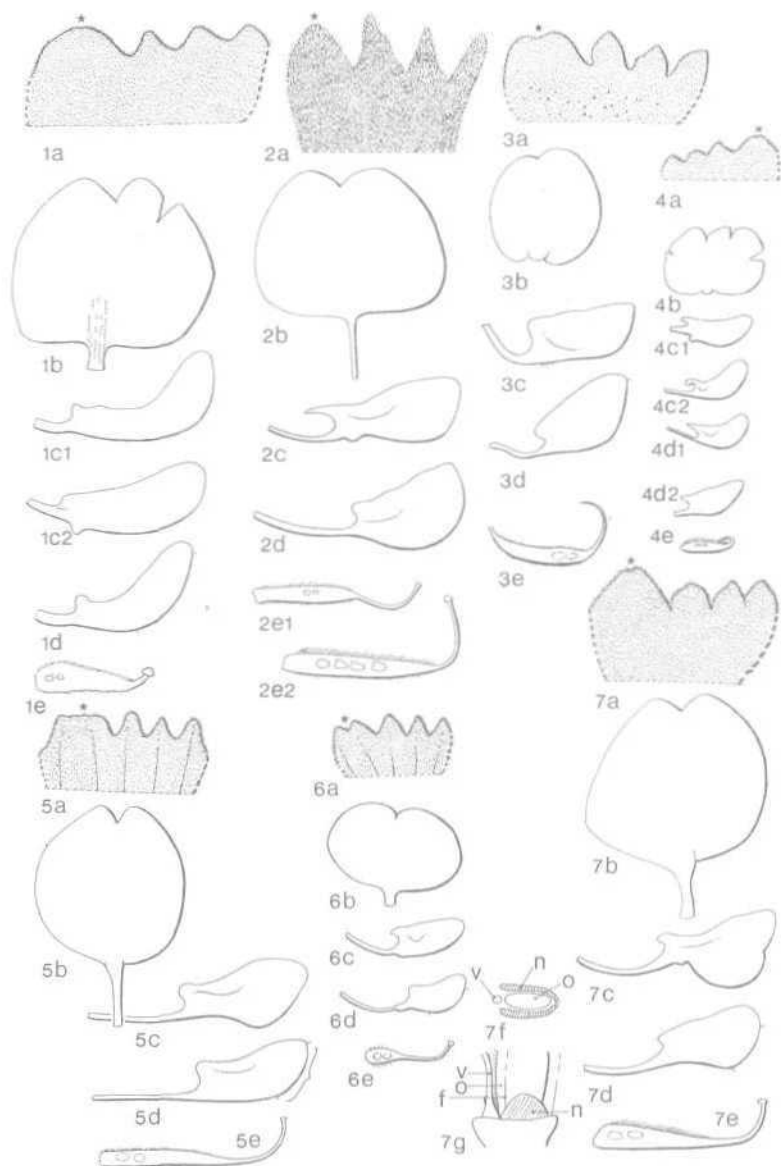 *
*
*
1a
2a
3a
*
4a
1b
2b
3b
4b
4c1
1c1
2c
3c
4c2
4d1
1c2
2d
3d
4d2
4e
1d
2e1
3e
*
1e
2e2
7a
*
*
5a
6a
5b
6b
7b
n
v
o
5c
6c
7f
7c
6d
v
o
f
n
5d
6e
7g
7d
5e
7e